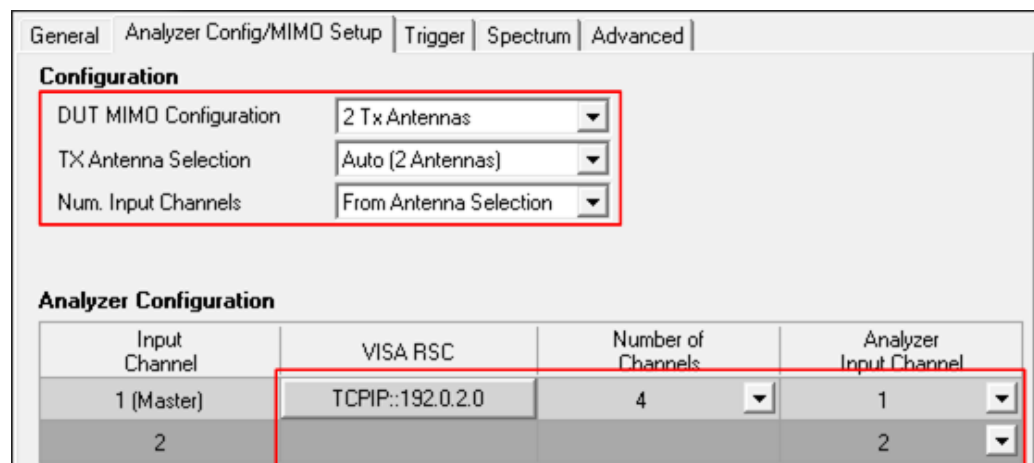 General Analyzer Config/MIMO Setup Trigger Spectrum Advanced
Configuration
DUT MIMO Configuration 2 Tx Antennas
TX Antenna Selection Auto (2 Antennas)
Num. Input Channels From Antenna Selection
Analyzer Configuration
Input Channel VISA RSC Number of Channels Analyzer Input Channel
1 (Master) TCPIP::192.0.2.0 4 1
2 2